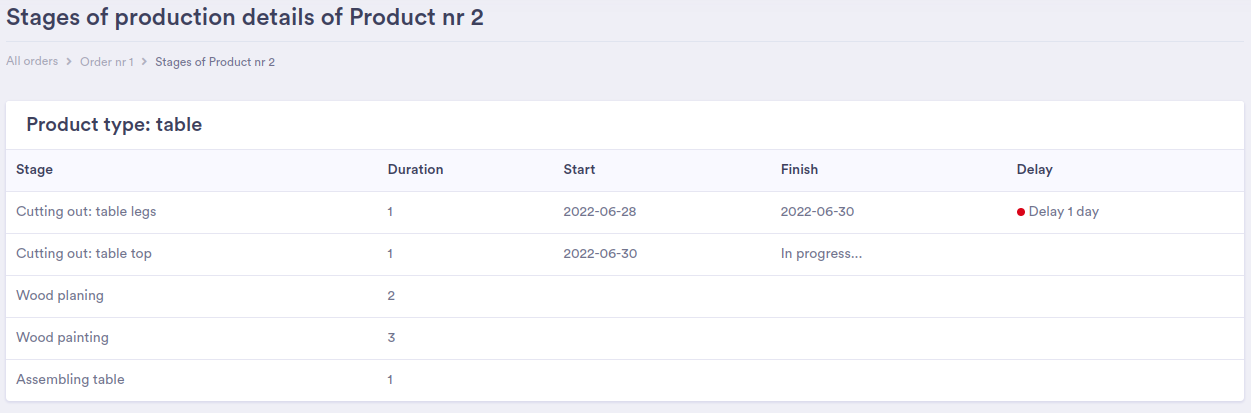 Stages of production details of Product nr 2
All orders > Order nr 1 > Stages of Product nr 2
Product type: table
Stage Duration Start Finish Delay
Cutting out: table legs 1 2022-06-28 2022-06-30 Delay 1 day
Cutting out: table top 1 2022-06-30 In progress...
Wood planing 2
Wood painting 3
Assembling table 1